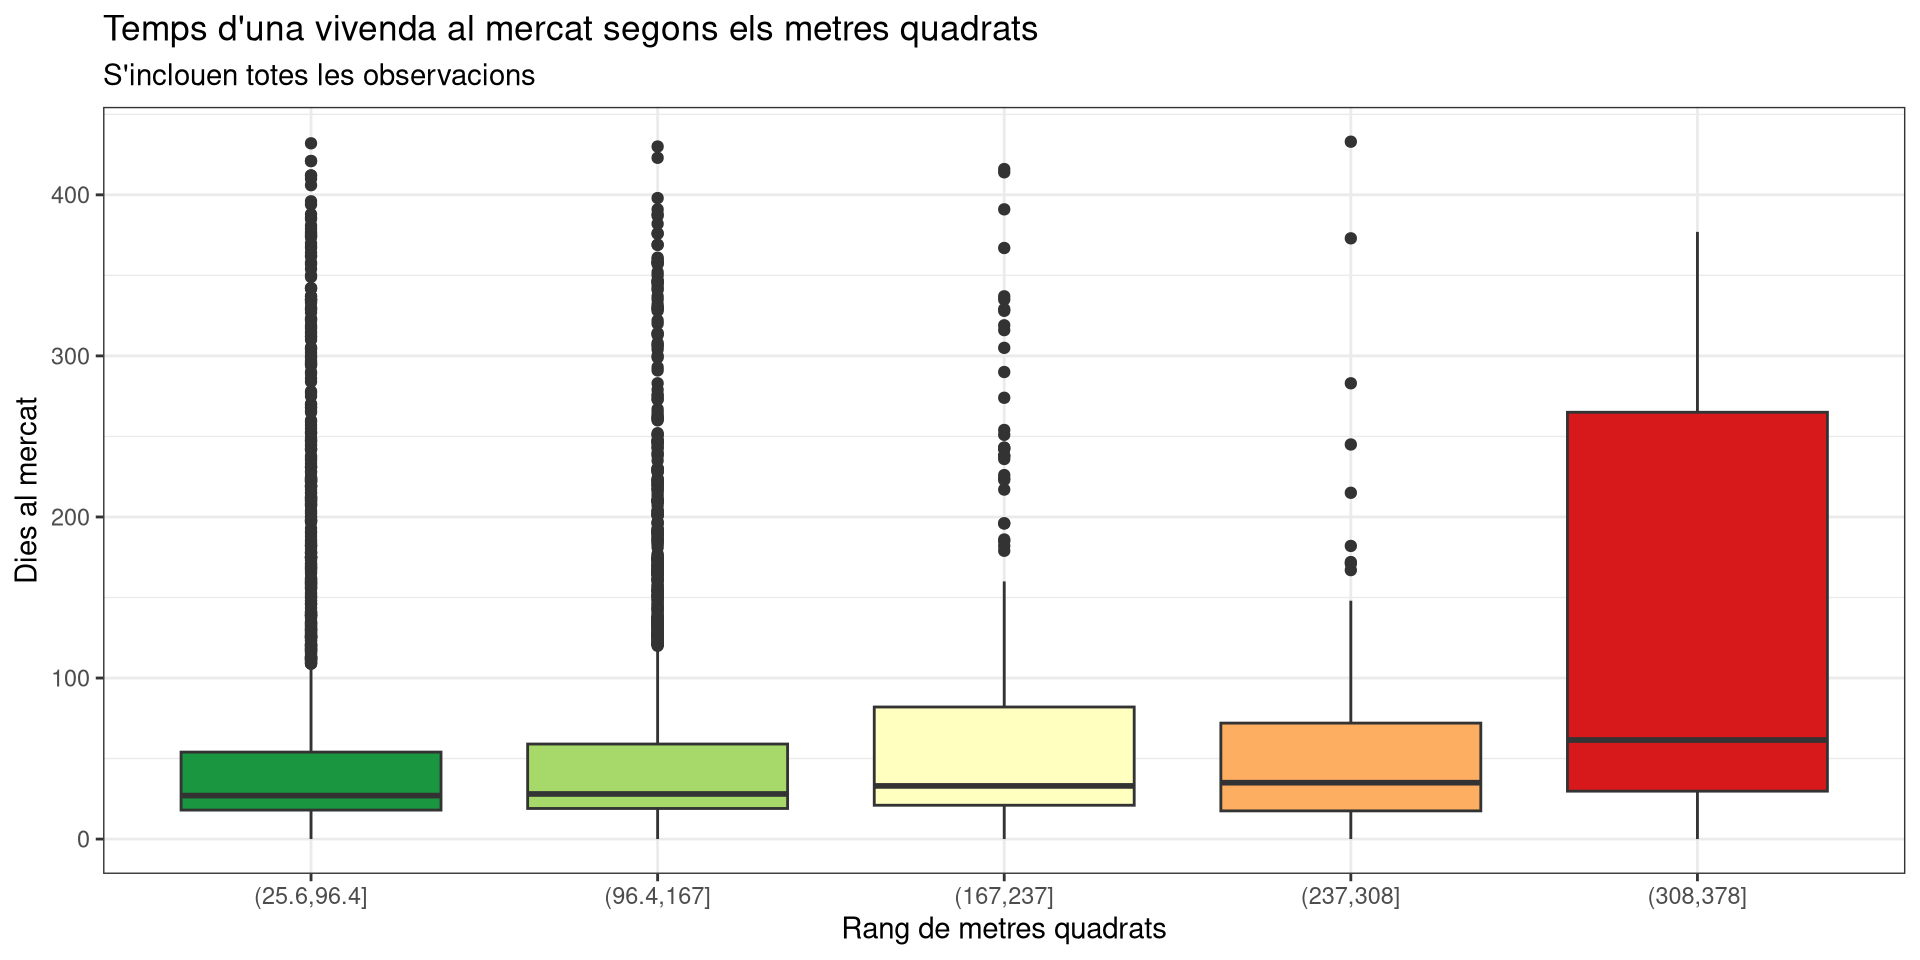 Temps d'una vivenda al mercat segons els metres quadrats
S'inclouen totes les observacions
Dies al mercat
400
300
200
100
0
(25.6,96.4] (96.4,167] (167,237] (237,308] (308,378]
Rang de metres quadrats